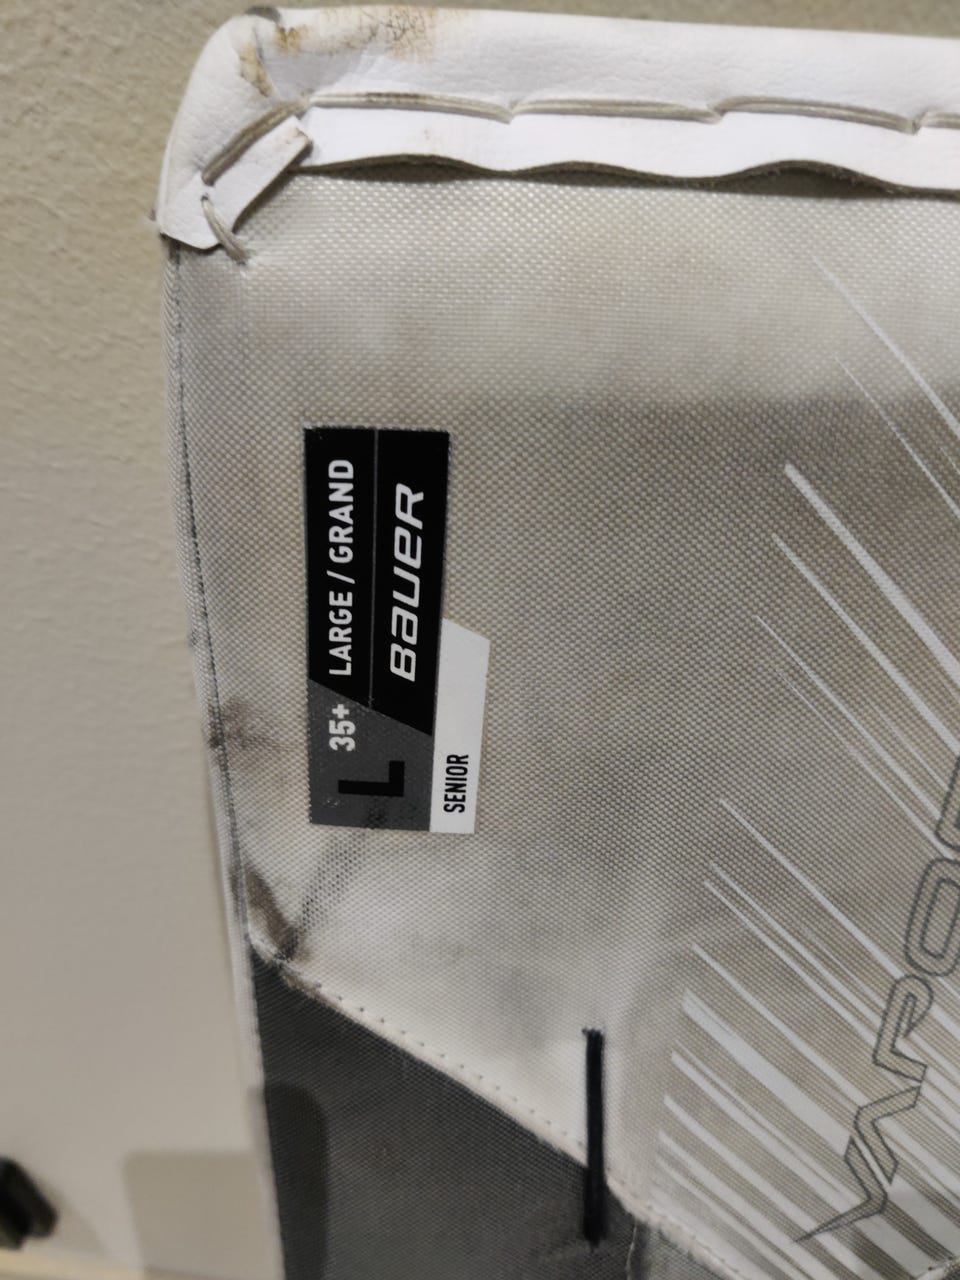 L 35+ LARGE / GRAND
BAUER
SENIOR